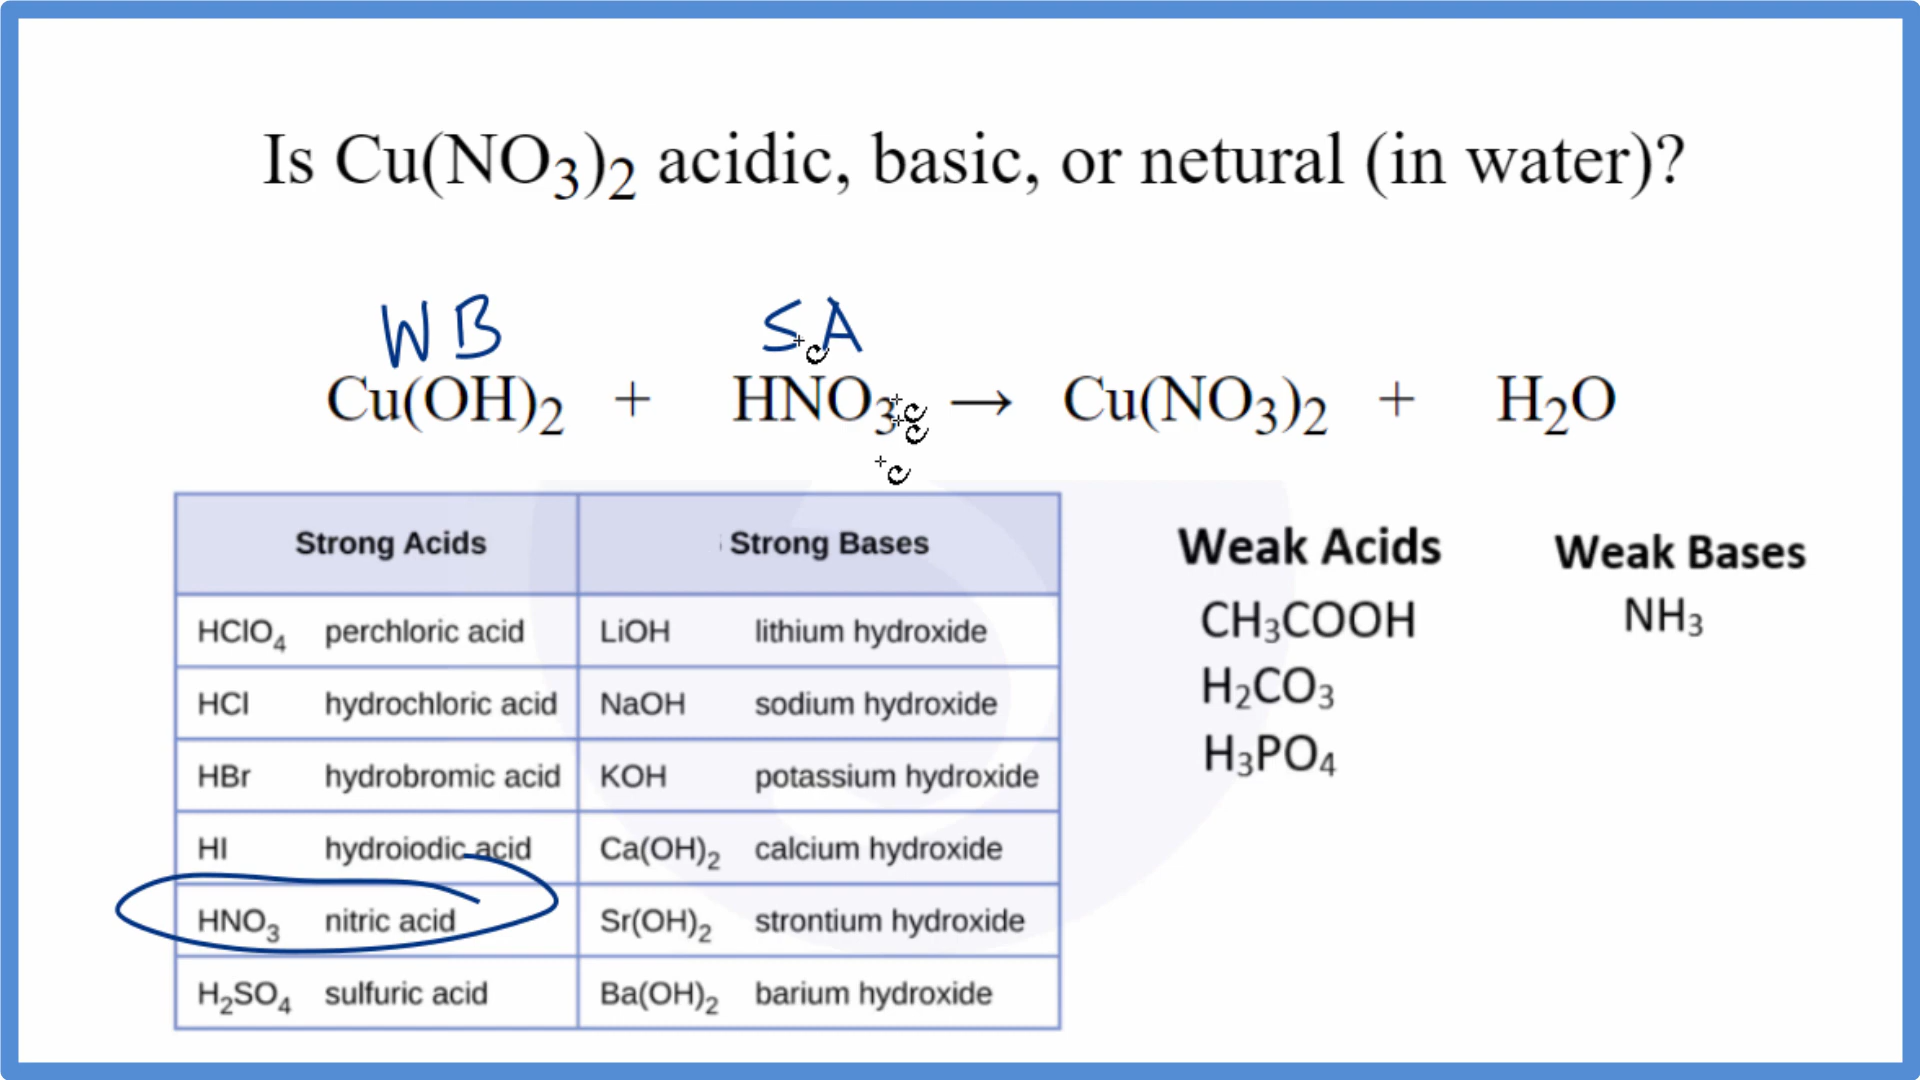 Is Cu(NO₃)₂ acidic, basic, or netural (in water)?
WB SA
Cu(OH)₂ + HNO₃ → Cu(NO₃)₂ + H₂O
Strong Acids Strong Bases
HClO₄ perchloric acid LiOH lithium hydroxide
HCl hydrochloric acid NaOH sodium hydroxide
HBr hydrobromic acid KOH potassium hydroxide
HI hydroiodic acid Ca(OH)₂ calcium hydroxide
HNO₃ nitric acid Sr(OH)₂ strontium hydroxide
H₂SO₄ sulfuric acid Ba(OH)₂ barium hydroxide
Weak Acids Weak Bases
CH₃COOH NH₃
H₂CO₃
H₃PO₄